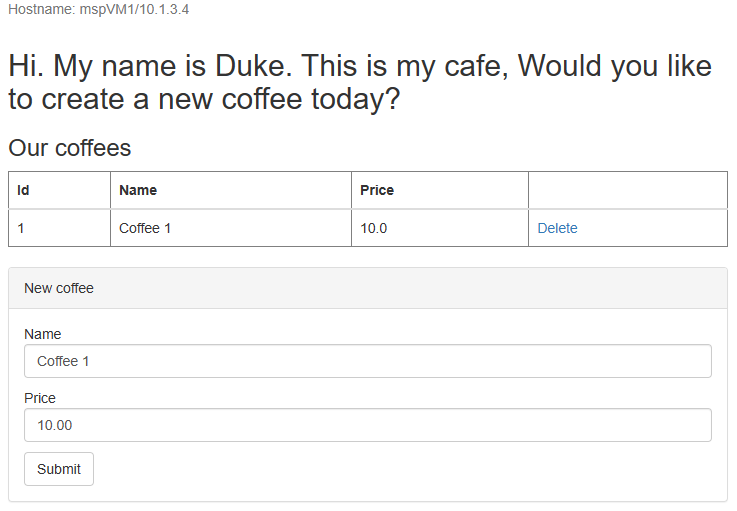 Hostname: mspVM1/10.1.3.4
Hi. My name is Duke. This is my cafe, Would you like
to create a new coffee today?
Our coffees
Id Name Price
1 Coffee 1 10.0 Delete
New coffee
Name
Coffee 1
Price
10.00
Submit